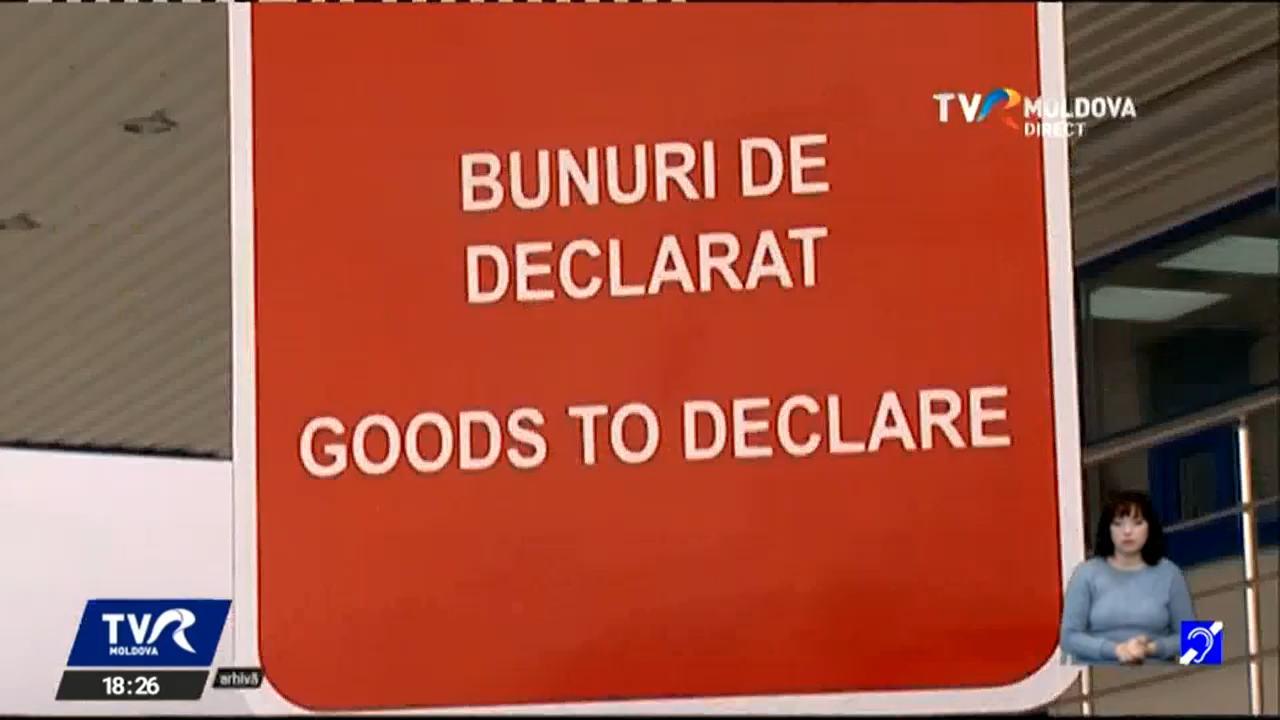 TVR MOLDOVA
DIRECT
BUNURI DE
DECLARAT
GOODS TO DECLARE
TVR
MOLDOVA
18:26
arhivă